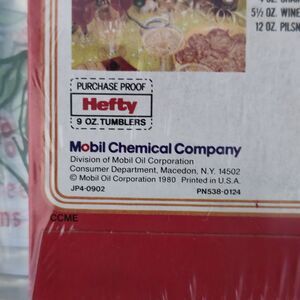 5½ OZ. WINE
12 OZ. PILSN
PURCHASE PROOF
Hefty
9 OZ. TUMBLERS
Mobil Chemical Company
Division of Mobil Oil Corporation
Consumer Department, Macedon, N.Y. 14502
© Mobil Oil Corporation 1980 Printed in U.S.A.
JP4-0902 PN538-0124
CCME